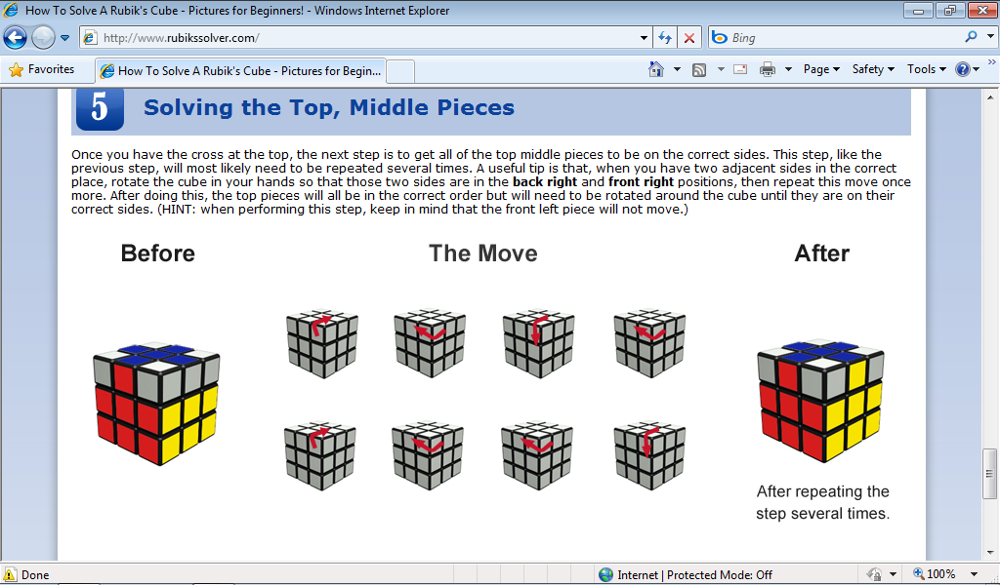 How To Solve A Rubik's Cube - Pictures for Beginners! - Windows Internet Explorer
http://www.rubikssolver.com/
Bing
Favorites
How To Solve A Rubik's Cube - Pictures for Begin...
Page
Safety
Tools
5
Solving the Top, Middle Pieces
Once you have the cross at the top, the next step is to get all of the top middle pieces to be on the correct sides. This step, like the
previous step, will most likely need to be repeated several times. A useful tip is that, when you have two adjacent sides in the correct
place, rotate the cube in your hands so that those two sides are in the back right and front right positions, then repeat this move once
more. After doing this, the top pieces will all be in the correct order but will need to be rotated around the cube until they are on their
correct sides. (HINT: when performing this step, keep in mind that the front left piece will not move.)
Before
The Move
After
After repeating the
step several times.
Done
Internet | Protected Mode: Off
100%